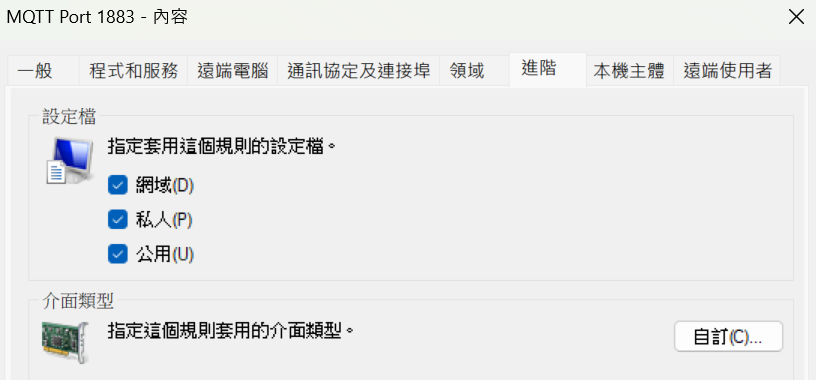 MQTT Port 1883 - 內容
一般 程式和服務 遠端電腦 通訊協定及連接埠 領域 進階 本機主體 遠端使用者
設定檔
指定套用這個規則的設定檔。
網域(D)
私人(P)
公用(U)
介面類型
指定這個規則套用的介面類型。
自訂(C)...